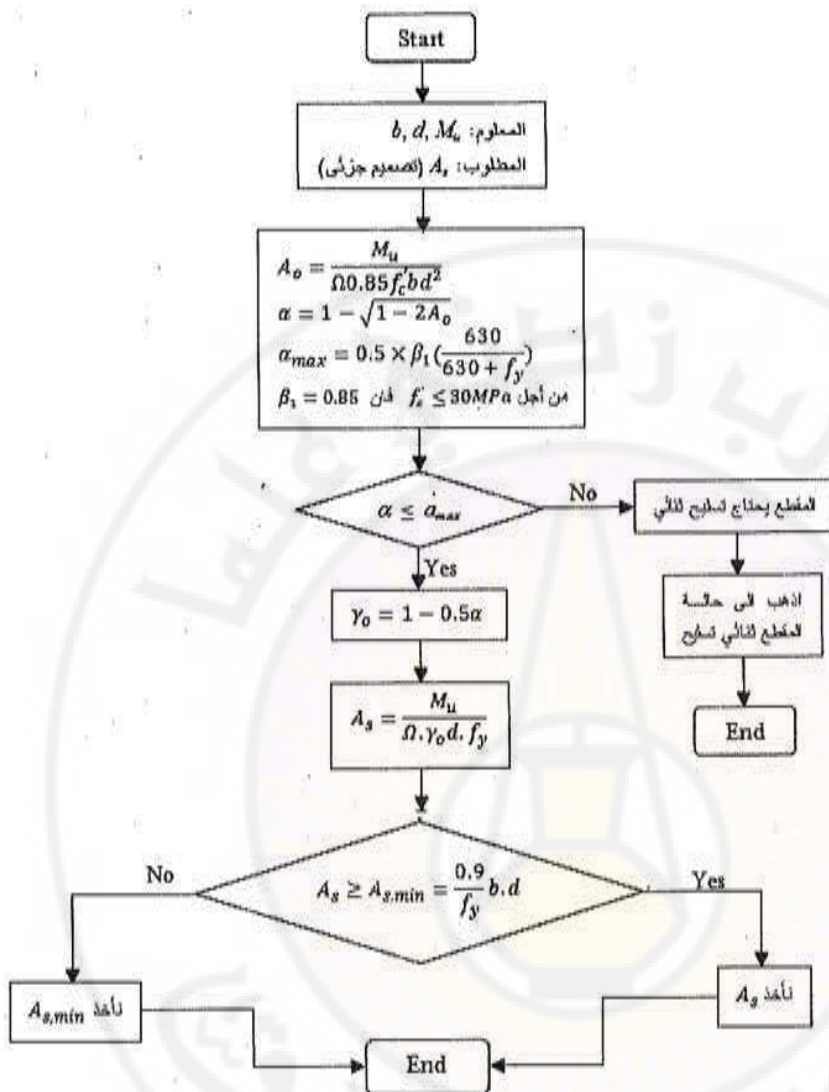 Start
المعلوم: b, d, M_u
المطلوب: A_s (تصميم جزئي)
A_o = M_u / Ω0.85f_c'bd²
α = 1 − √(1 − 2A_o)
α_max = 0.5 × β_1(630 / 630 + f_y)
من أجل f_c' ≤ 30MPa فان β_1 = 0.85
α ≤ α_max
No
المقطع يحتاج تسليح ثنائي
Yes
اذهب الى حالة
المقطع ثنائي تسليح
γ_o = 1 − 0.5α
End
A_s = M_u / Ω.γ_o d.f_y
No
A_s ≥ A_s,min = 0.9 / f_y b.d
Yes
نأخذ A_s,min
نأخذ A_s
End